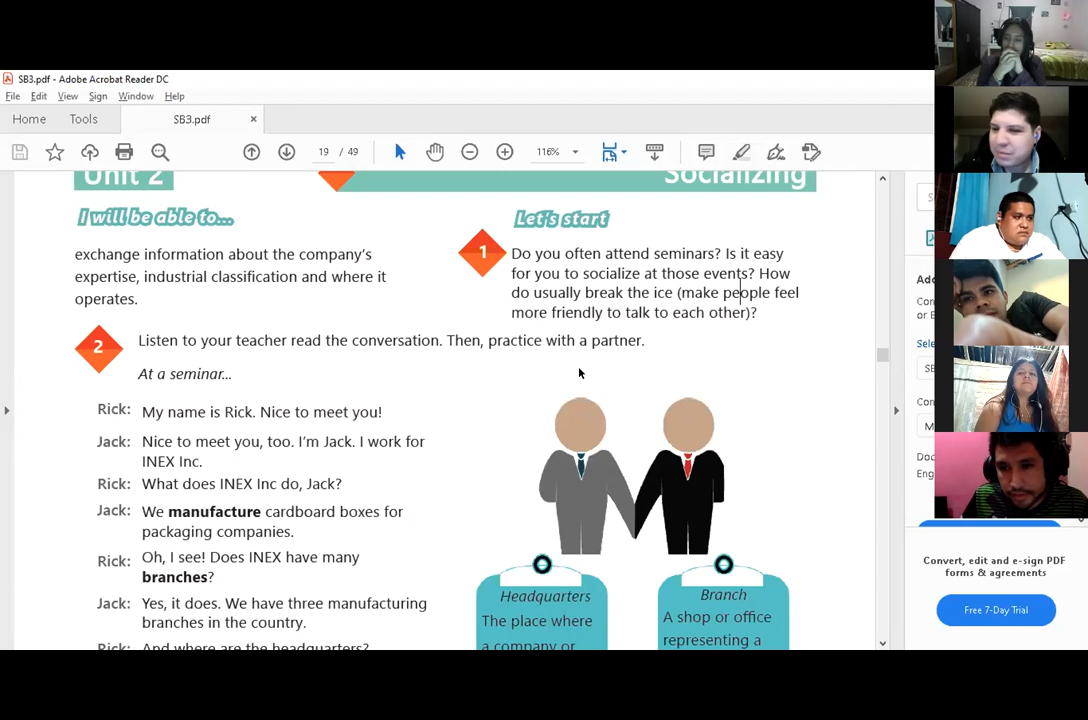 SB3.pdf - Adobe Acrobat Reader DC
File Edit View Sign Window Help
Home Tools SB3.pdf ×
19 / 49 116%
Unit 2 Socializing
I will be able to...
exchange information about the company's
expertise, industrial classification and where it
operates.
Let's start
1 Do you often attend seminars? Is it easy
for you to socialize at those events? How
do usually break the ice (make people feel
more friendly to talk to each other)?
2 Listen to your teacher read the conversation. Then, practice with a partner.
At a seminar...
Rick: My name is Rick. Nice to meet you!
Jack: Nice to meet you, too. I'm Jack. I work for
INEX Inc.
Rick: What does INEX Inc do, Jack?
Jack: We manufacture cardboard boxes for
packaging companies.
Rick: Oh, I see! Does INEX have many
branches?
Jack: Yes, it does. We have three manufacturing
branches in the country.
Rick: And where are the headquarters?
Headquarters
The place where
a company or
Branch
A shop or office
representing a
Convert, edit and e-sign PDF
forms & agreements
Free 7-Day Trial